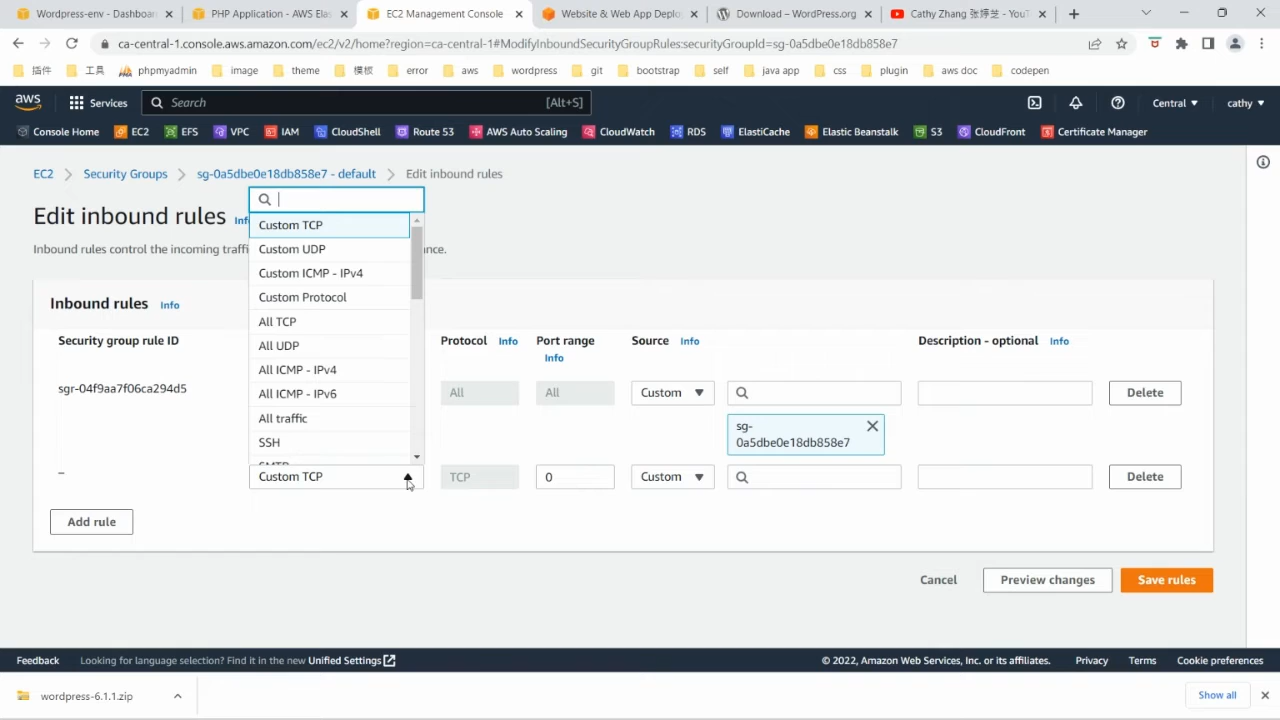 Wordpress-env - Dashboar
PHP Application - AWS Elas
EC2 Management Console
Website & Web App Deplo
Download – WordPress.org
Cathy Zhang 张婷芝 - YouT
ca-central-1.console.aws.amazon.com/ec2/v2/home?region=ca-central-1#ModifyInboundSecurityGroupRules:securityGroupId=sg-0a5dbe0e18db858e7
插件
工具
phpmyadmin
image
theme
模板
error
aws
wordpress
git
bootstrap
self
java app
css
plugin
aws doc
codepen
aws
Services
Search
[Alt+S]
Central
cathy
Console Home
EC2
EFS
VPC
IAM
CloudShell
Route 53
AWS Auto Scaling
CloudWatch
RDS
ElastiCache
Elastic Beanstalk
S3
CloudFront
Certificate Manager
EC2
Security Groups
sg-0a5dbe0e18db858e7 - default
Edit inbound rules
Edit inbound rules
Inf
Inbound rules control the incoming traffi
nce.
Custom TCP
Custom UDP
Custom ICMP - IPv4
Custom Protocol
All TCP
All UDP
All ICMP - IPv4
All ICMP - IPv6
All traffic
SSH
SMTP
Inbound rules Info
Security group rule ID
Protocol Info
Port range
Info
Source Info
Description - optional Info
sgr-04f9aa7f06ca294d5
All
All
Custom
Delete
sg-
0a5dbe0e18db858e7
–
Custom TCP
TCP
0
Custom
Delete
Add rule
Cancel
Preview changes
Save rules
Feedback
Looking for language selection? Find it in the new Unified Settings
© 2022, Amazon Web Services, Inc. or its affiliates.
Privacy
Terms
Cookie preferences
wordpress-6.1.1.zip
Show all